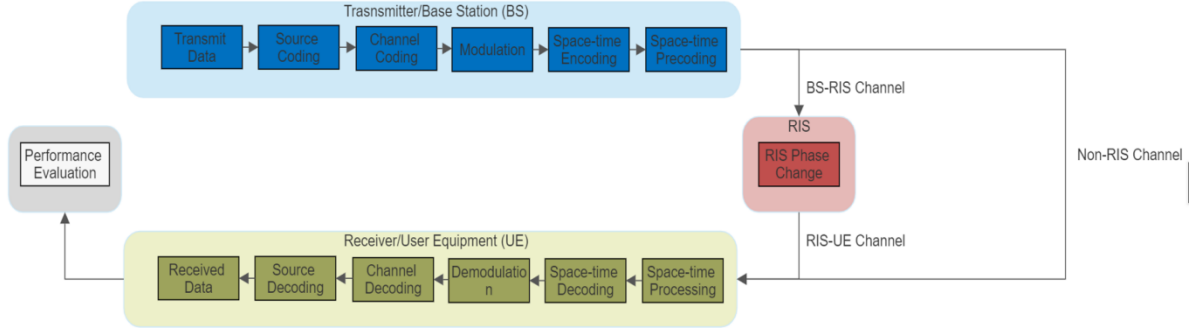 Trasnsmitter/Base Station (BS)
Transmit
Data
Source
Coding
Channel
Coding
Modulation
Space-time
Encoding
Space-time
Precoding
BS-RIS Channel
RIS
RIS Phase
Change
Non-RIS Channel
Performance
Evaluation
RIS-UE Channel
Receiver/User Equipment (UE)
Received
Data
Source
Decoding
Channel
Decoding
Demodulatio
n
Space-time
Decoding
Space-time
Processing